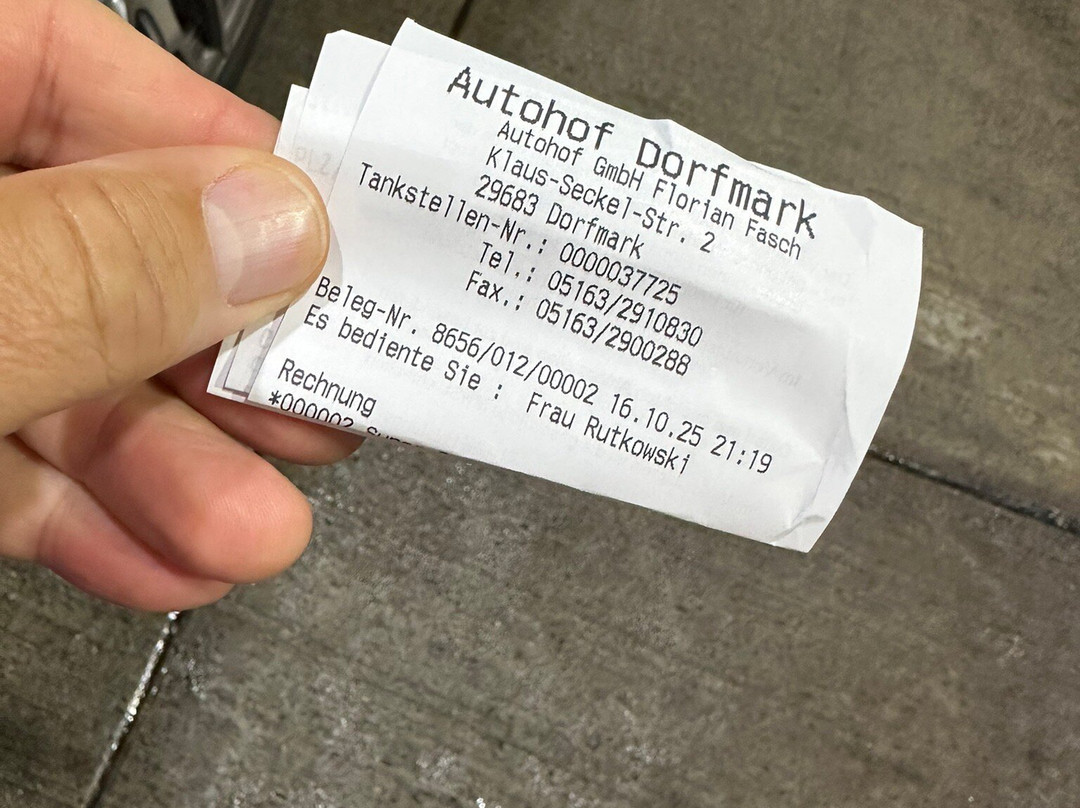 Autohof Dorfmark
Autohof GmbH Florian Fasch
Klaus-Seckel-Str. 2
29683 Dorfmark
Tankstellen-Nr.: 0000037725
Tel.: 05163/2910830
Fax.: 05163/2900288
Beleg-Nr. 8656/012/00002 16.10.25 21:19
Es bediente Sie : Frau Rutkowski
Rechnung
*000002